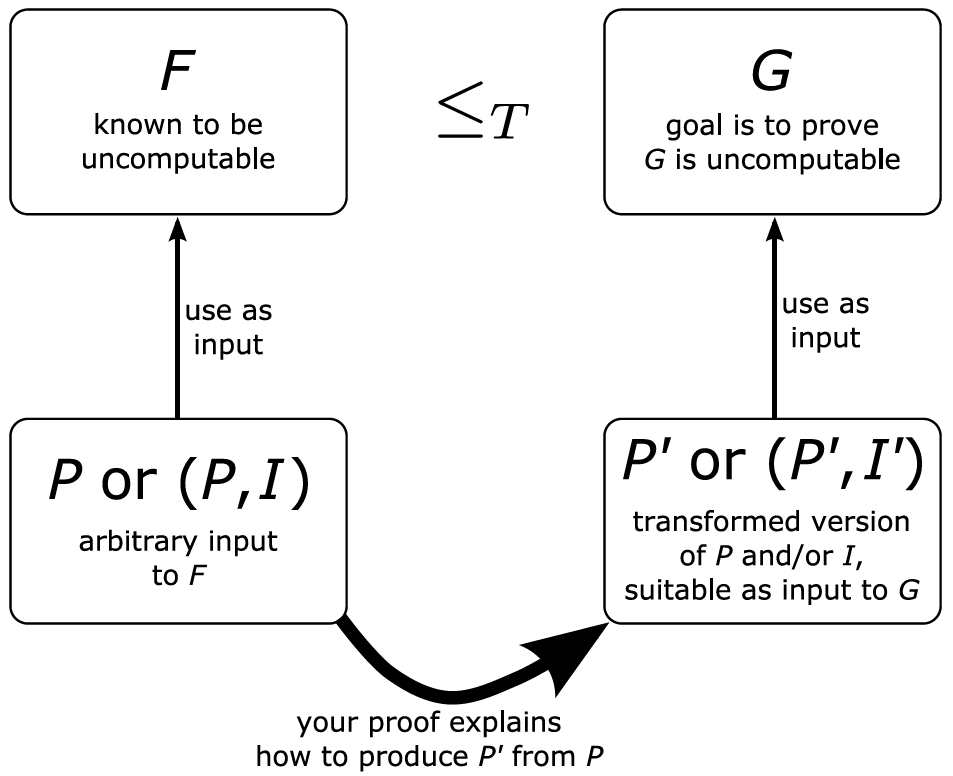 F
known to be
uncomputable
≤T
G
goal is to prove
G is uncomputable
use as
input
use as
input
P or (P,I)
arbitrary input
to F
P' or (P',I')
transformed version
of P and/or I,
suitable as input to G
your proof explains
how to produce P' from P